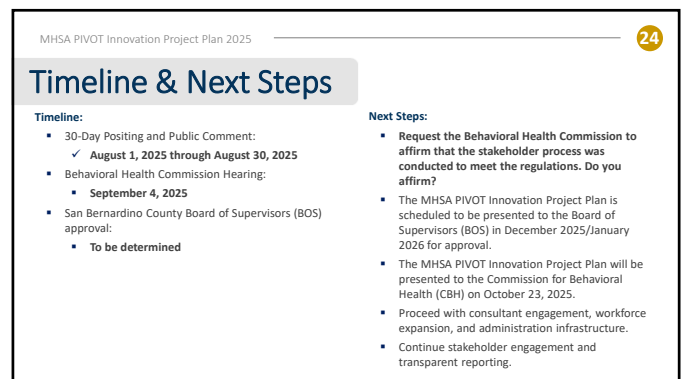 MHSA PIVOT Innovation Project Plan 2025
24
Timeline & Next Steps
Timeline:
▪ 30-Day Positing and Public Comment:
✓ August 1, 2025 through August 30, 2025
▪ Behavioral Health Commission Hearing:
▪ September 4, 2025
▪ San Bernardino County Board of Supervisors (BOS)
approval:
▪ To be determined
Next Steps:
▪ Request the Behavioral Health Commission to
affirm that the stakeholder process was
conducted to meet the regulations. Do you
affirm?
▪ The MHSA PIVOT Innovation Project Plan is
scheduled to be presented to the Board of
Supervisors (BOS) in December 2025/January
2026 for approval.
▪ The MHSA PIVOT Innovation Project Plan will be
presented to the Commission for Behavioral
Health (CBH) on October 23, 2025.
▪ Proceed with consultant engagement, workforce
expansion, and administration infrastructure.
▪ Continue stakeholder engagement and
transparent reporting.